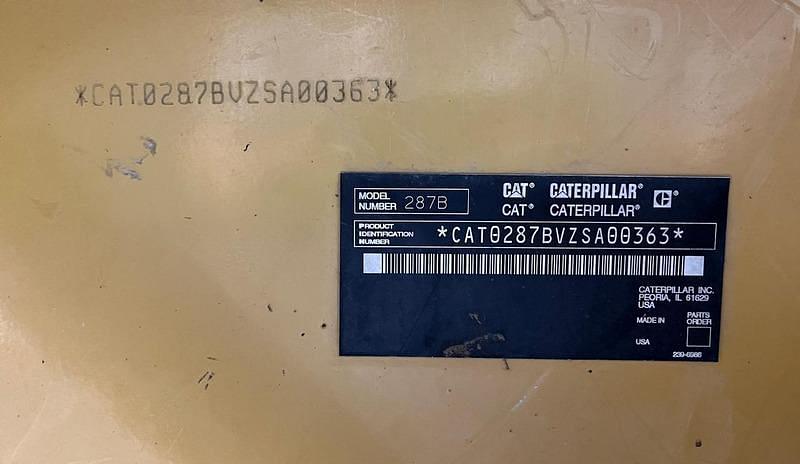 *CAT0287BVZSA00363*
MODEL NUMBER 287B
CAT® CATERPILLAR® C®
CAT® CATERPILLAR®
PRODUCT IDENTIFICATION NUMBER *CAT0287BVZSA00363*
CATERPILLAR INC.
PEORIA, IL 61629
USA
MADE IN
USA
PARTS ORDER
239-6986